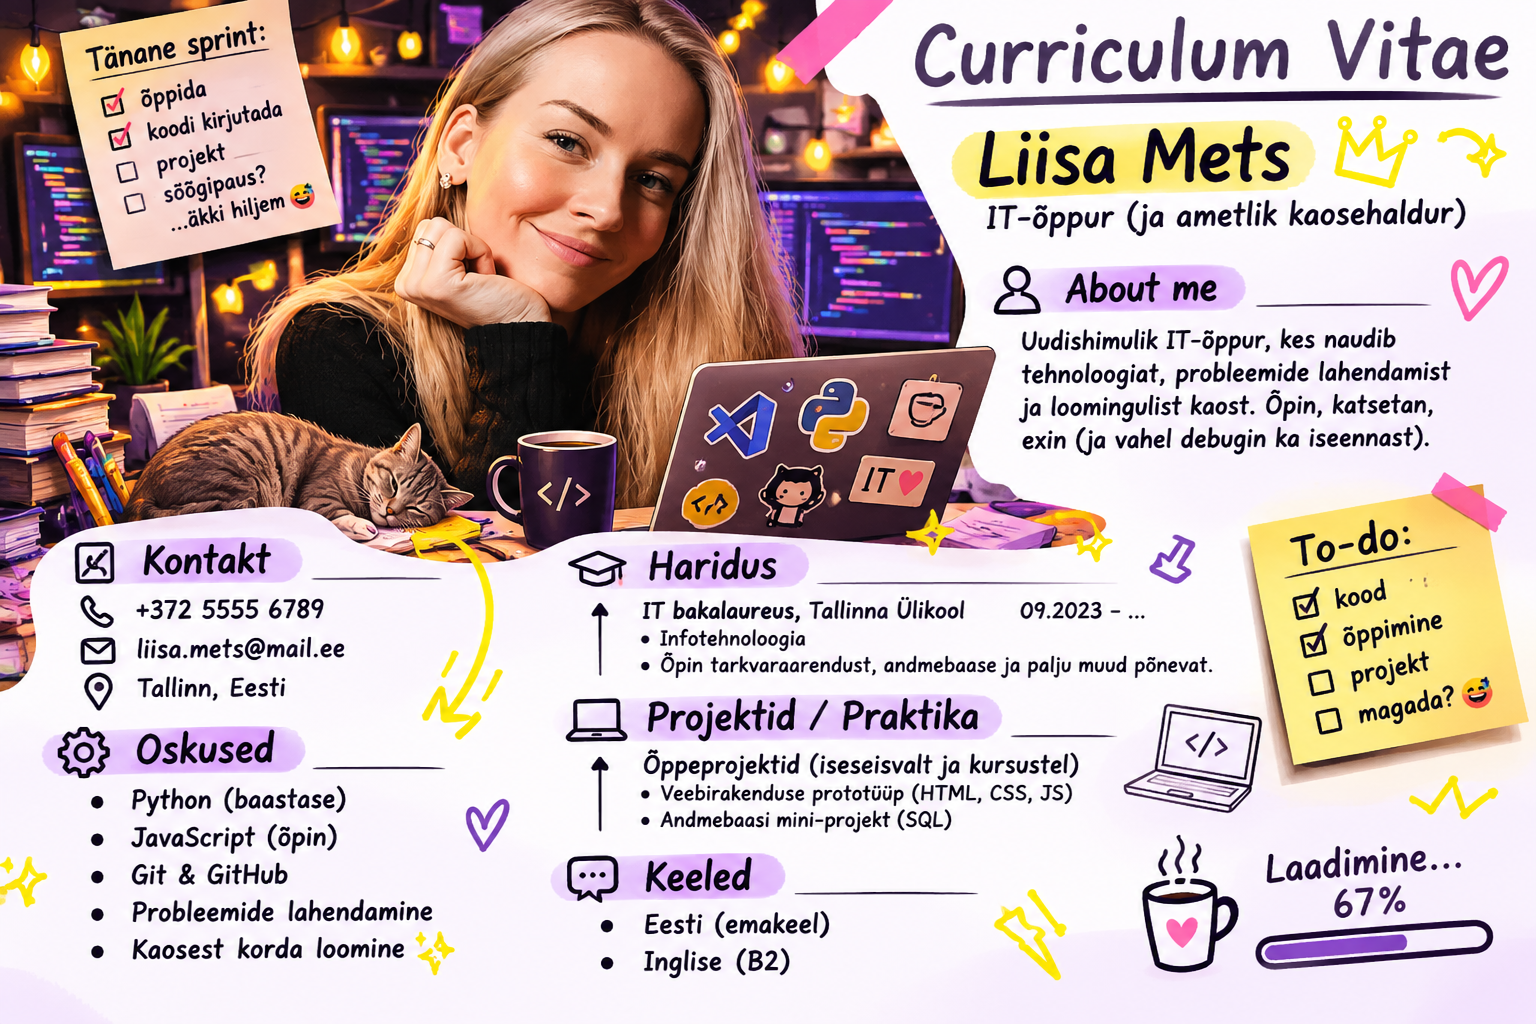 Tänane sprint:
õppida
koodi kirjutada
projekt
söögipaus?
...äkki hiljem 😅
Curriculum Vitae
Liisa Mets
IT-õppur (ja ametlik kaosehaldur)
About me
Uudishimulik IT-õppur, kes naudib
tehnoloogiat, probleemide lahendamist
ja loomingulist kaost. Õpin, katsetan,
exin (ja vahel debugin ka iseennast).
</>
</>
IT
Kontakt
+372 5555 6789
liisa.mets@mail.ee
Tallinn, Eesti
Oskused
• Python (baastase)
• JavaScript (õpin)
• Git & GitHub
• Probleemide lahendamine
• Kaosest korda loomine
Haridus
IT bakalaureus, Tallinna Ülikool 09.2023 – ...
• Infotehnoloogia
• Õpin tarkvaraarendust, andmebaase ja palju muud põnevat.
Projektid / Praktika
Õppeprojektid (iseseisvalt ja kursustel)
• Veebirakenduse prototüüp (HTML, CSS, JS)
• Andmebaasi mini-projekt (SQL)
Keeled
• Eesti (emakeel)
• Inglise (B2)
To-do:
kood
õppimine
projekt
magada? 😅
</>
Laadimine...
67%